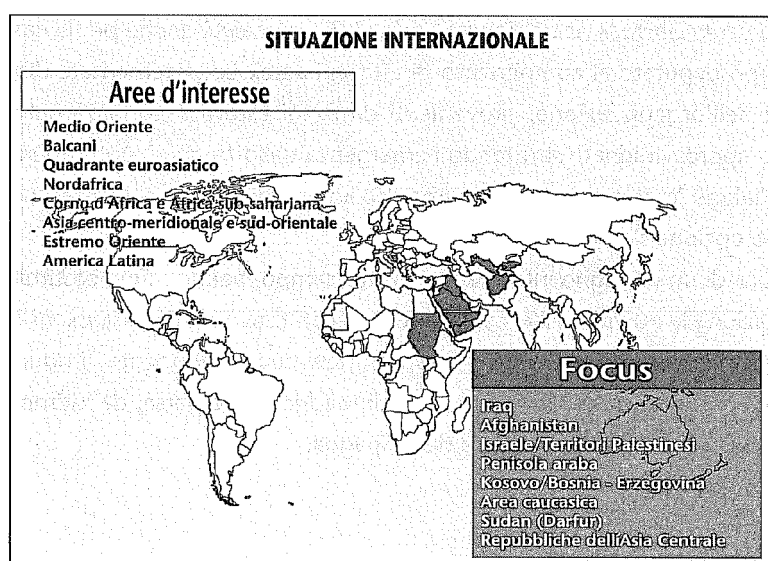 SITUAZIONE INTERNAZIONALE
Aree d'interesse
Medio Oriente
Balcani
Quadrante euroasiatico
Nordafrica
Corno d'Africa e Africa sub-sahariana
Asia centro-meridionale e sud-orientale
Estremo Oriente
America Latina
Focus
Iraq
Afghanistan
Israele/Territori Palestinesi
Penisola araba
Kosovo/Bosnia - Erzegovina
Area caucasica
Sudan (Darfur)
Repubbliche dell'Asia Centrale